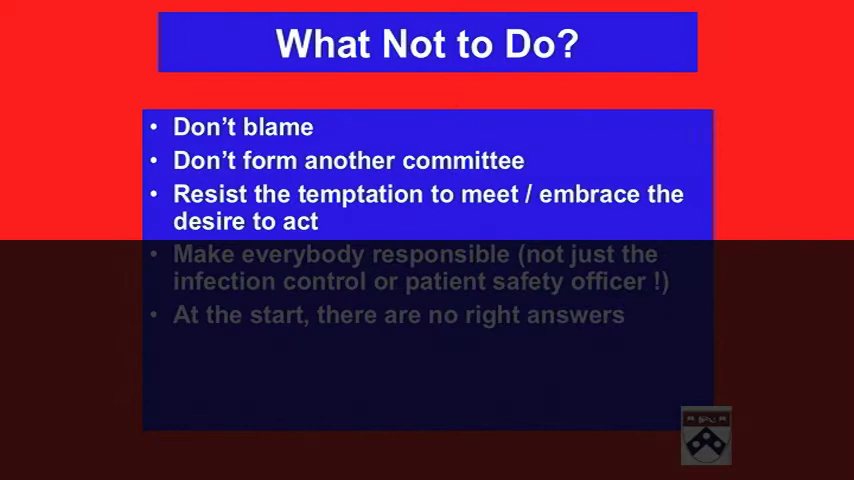 What Not to Do?
• Don’t blame
• Don’t form another committee
• Resist the temptation to meet / embrace the
desire to act
• Make everybody responsible (not just the
infection control or patient safety officer !)
• At the start, there are no right answers